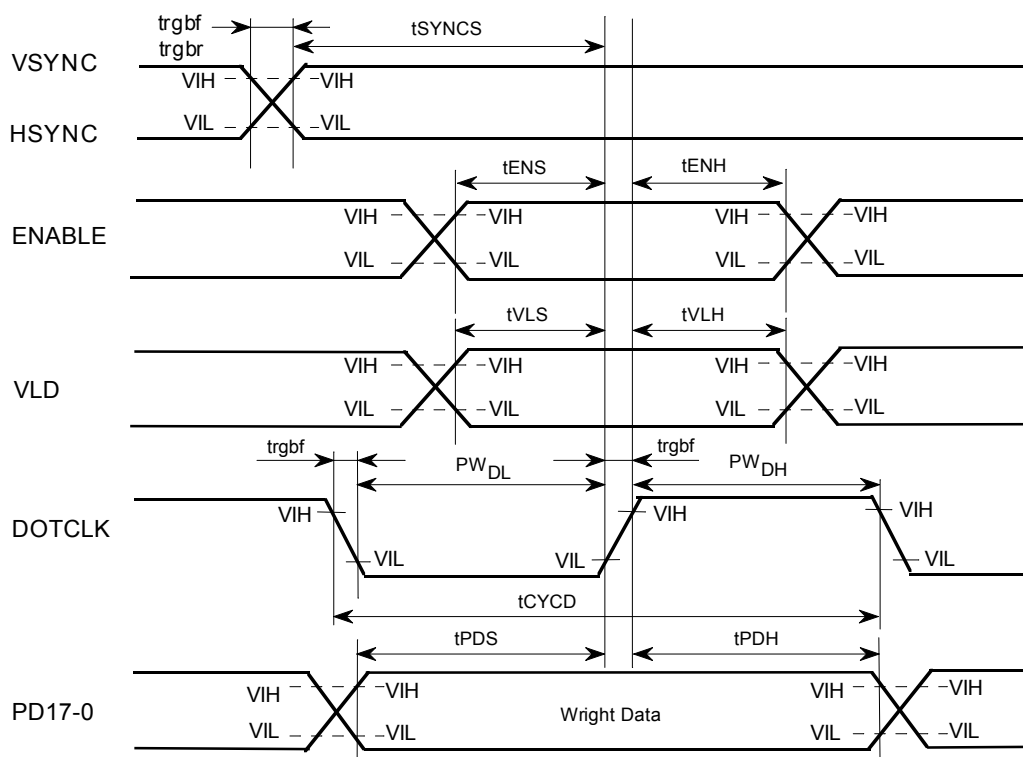 trgbf
tSYNCS
trgbr
VSYNC
VIH VIH
VIL VIL
HSYNC
tENS tENH
VIH VIH VIH VIH
ENABLE
VIL VIL VIL VIL
tVLS tVLH
VIH VIH VIH VIH
VLD
VIL VIL VIL VIL
trgbf PWDL trgbf PWDH
VIH VIH VIH
DOTCLK
VIL VIL VIL
tCYCD
tPDS tPDH
VIH VIH VIH VIH
PD17-0 Wright Data
VIL VIL VIL VIL